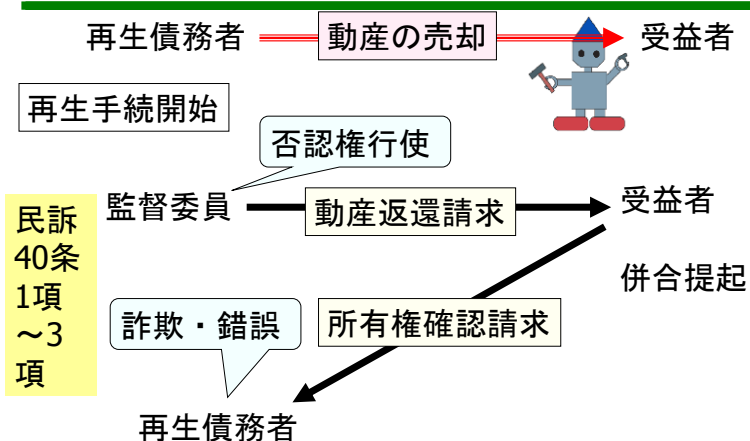 再生債務者
動産の売却
受益者
再生手続開始
否認権行使
監督委員
動産返還請求
受益者
民訴
40条
1項
～3
項
併合提起
詐欺・錯誤
所有権確認請求
再生債務者